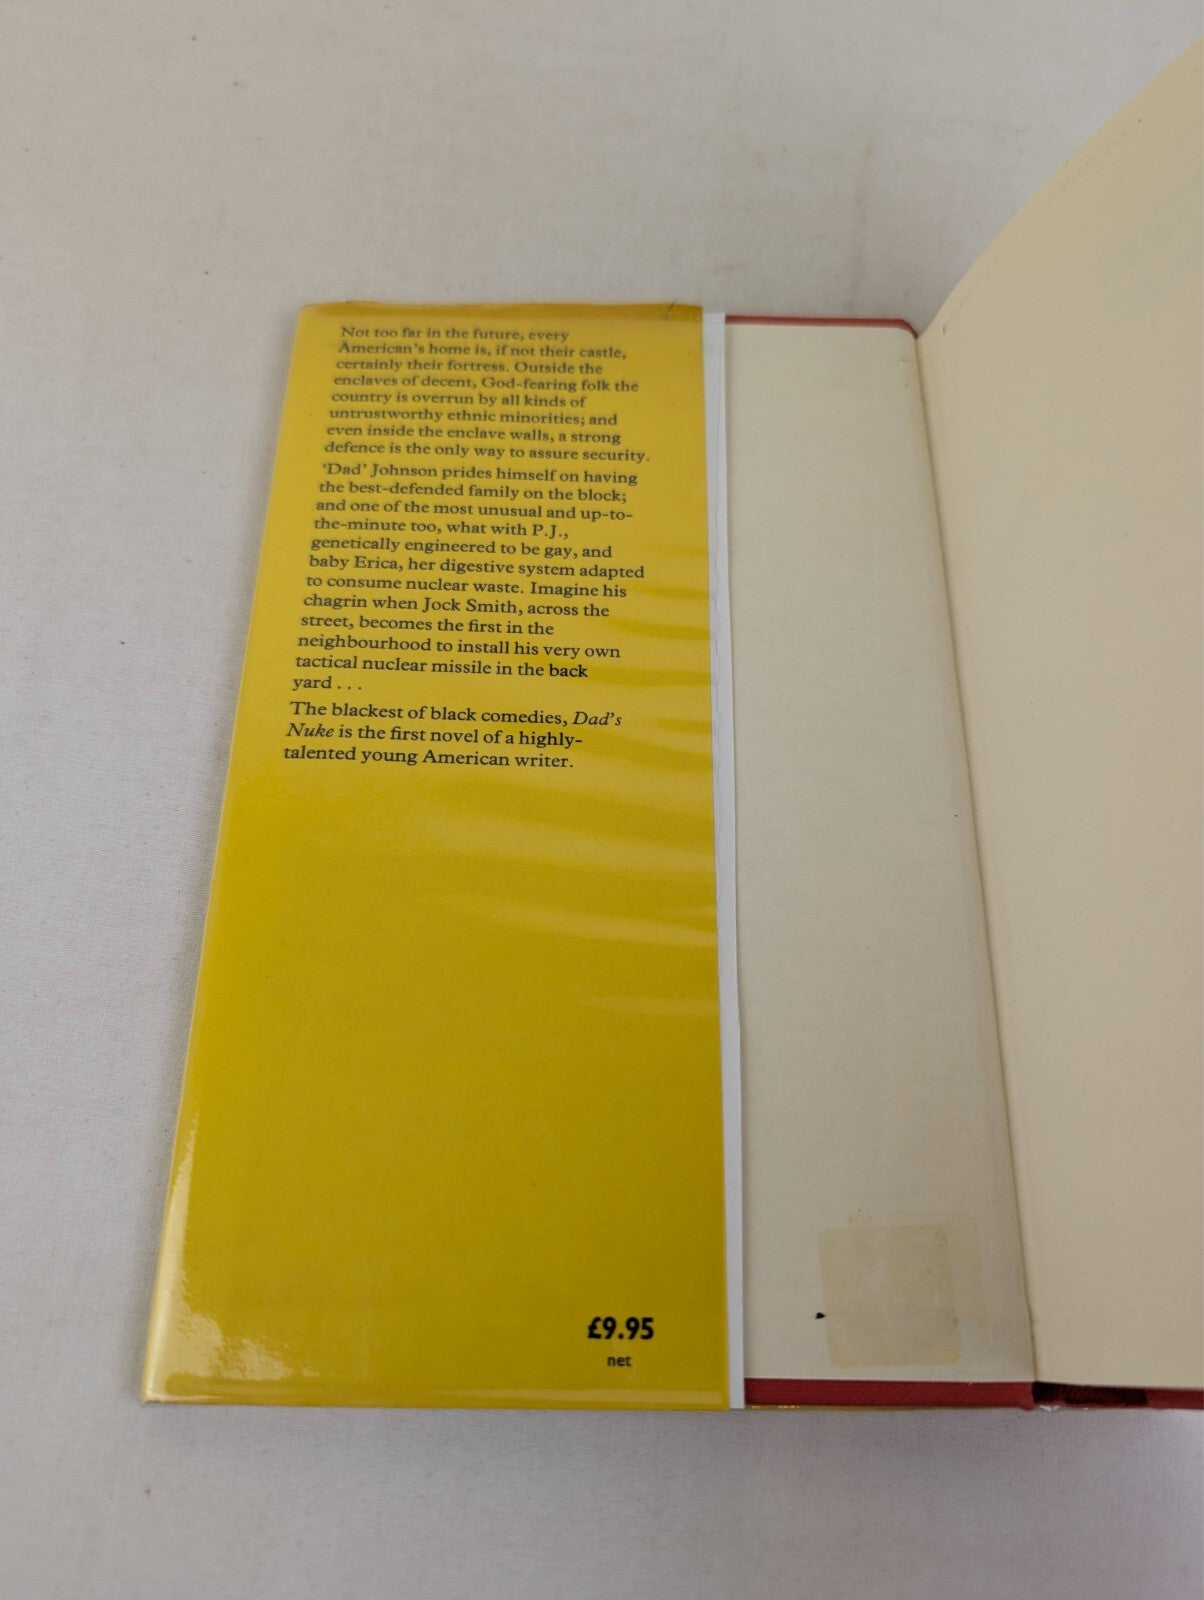 Not too far in the future, every
American's home is, if not their castle,
certainly their fortress. Outside the
enclaves of decent, God-fearing folk the
country is overrun by all kinds of
untrustworthy ethnic minorities; and
even inside the enclave walls, a strong
defence is the only way to assure security.
'Dad' Johnson prides himself on having
the best-defended family on the block;
and one of the most unusual and up-to-
the-minute too, what with P.J.,
genetically engineered to be gay, and
baby Erica, her digestive system adapted
to consume nuclear waste. Imagine his
chagrin when Jock Smith, across the
street, becomes the first in the
neighbourhood to install his very own
tactical nuclear missile in the back
yard . . .
The blackest of black comedies, Dad's
Nuke is the first novel of a highly-
talented young American writer.
£9.95
net